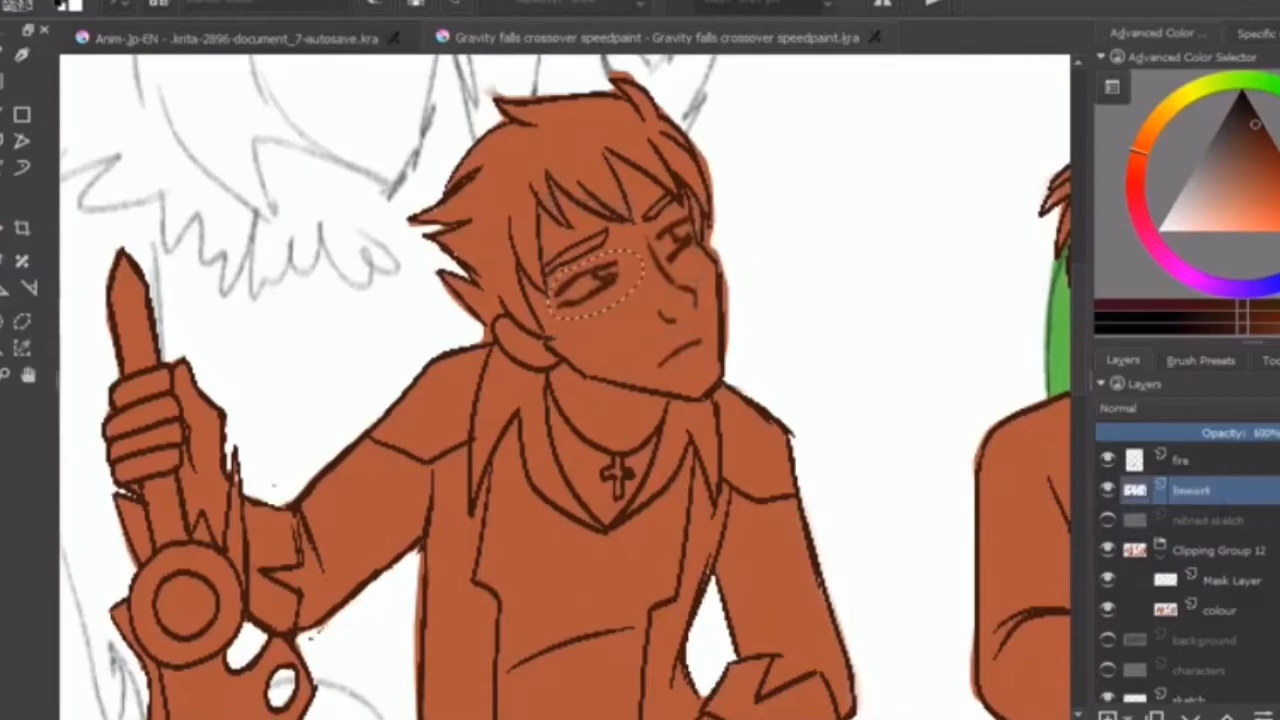 Anim-Jp-EN - .krita-2896-document_7-autosave.kra
Gravity falls crossover speedpaint - Gravity falls crossover speedpaint.kra
Advanced Color ...
Specific
Advanced Color Selector
Layers
Brush Presets
Too
Layers
Normal
Opacity: 100%
fire
lineart
refined sketch
Clipping Group 12
Mask Layer
colour
background
characters
sketch